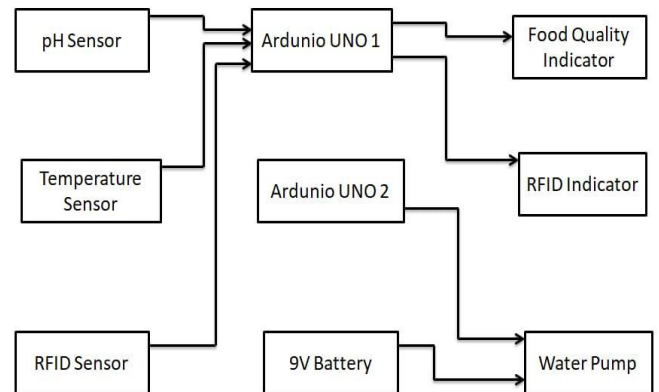 pH Sensor
Ardunio UNO 1
Food Quality
Indicator
Temperature
Sensor
Ardunio UNO 2
RFID Indicator
RFID Sensor
9V Battery
Water Pump